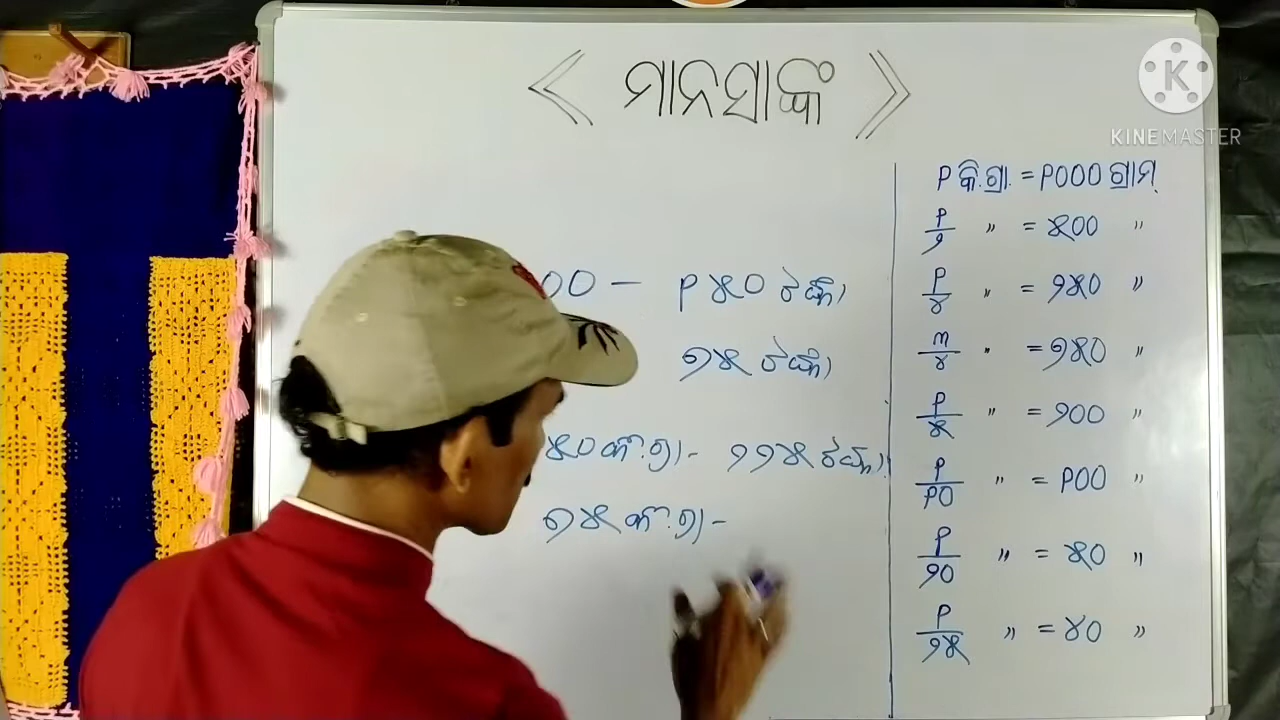 ମାନସାଙ୍କ
୦୦ - ୧୫୦ ଟଙ୍କା
୭୫ ଟଙ୍କା
୫୦ କି.ଗ୍ରା - ୨୨୫ ଟଙ୍କା
୭୫ କି.ଗ୍ରା -
୧ କି.ଗ୍ରା. = ୧୦୦୦ ଗ୍ରାମ୍
୧/୨ " = ୫୦୦ "
୧/୪ " = ୨୫୦ "
୩/୪ " = ୭୫୦ "
୧/୫ " = ୨୦୦ "
୧/୧୦ " = ୧୦୦ "
୧/୨୦ " = ୫୦ "
୧/୨୫ " = ୪୦ "
K
KINEMASTER